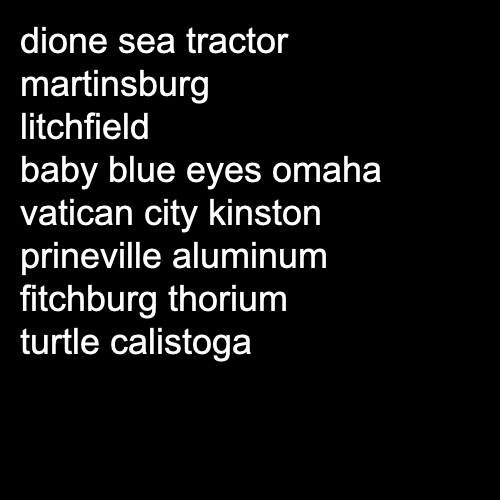 dione sea tractor
martinsburg
litchfield
baby blue eyes omaha
vatican city kinston
prineville aluminum
fitchburg thorium
turtle calistoga